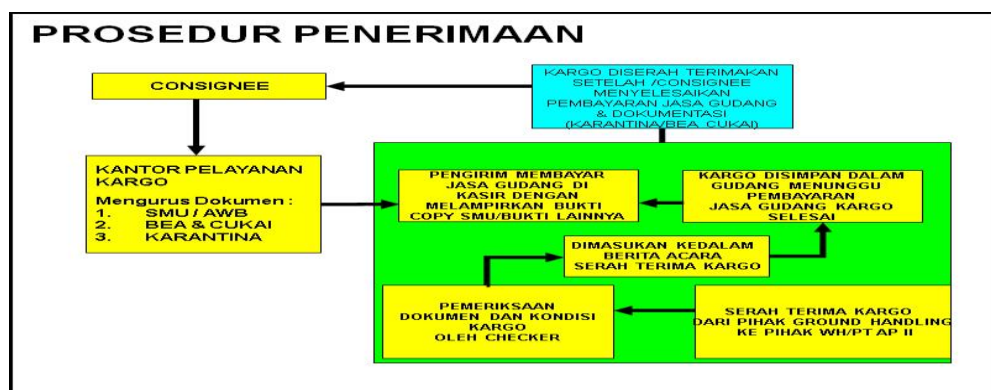 PROSEDUR PENERIMAAN
CONSIGNEE
KARGO DISERAH TERIMAKAN
SETELAH /CONSIGNEE
MENYELESAIKAN
PEMBAYARAN JASA GUDANG
& DOKUMENTASI
(KARANTINA/BEA CUKAI)
KANTOR PELAYANAN
KARGO
Mengurus Dokumen :
1. SMU / AWB
2. BEA & CUKAI
3. KARANTINA
PENGIRIM MEMBAYAR
JASA GUDANG DI
KASIR DENGAN
MELAMPIRKAN BUKTI
COPY SMU/BUKTI LAINNYA
KARGO DISIMPAN DALAM
GUDANG MENUNGGU
PEMBAYARAN
JASA GUDANG KARGO
SELESAI
DIMASUKAN KEDALAM
BERITA ACARA
SERAH TERIMA KARGO
PEMERIKSAAN
DOKUMEN DAN KONDISI
KARGO
OLEH CHECKER
SERAH TERIMA KARGO
DARI PIHAK GROUND HANDLING
KE PIHAK WH/PT AP II